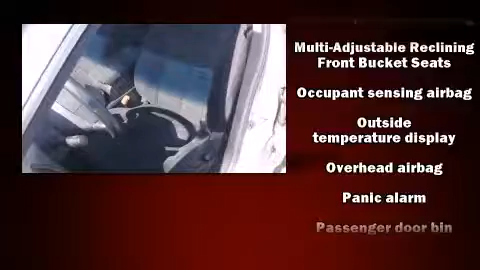 Multi-Adjustable Reclining
Front Bucket Seats
Occupant sensing airbag
Outside
temperature display
Overhead airbag
Panic alarm
Passenger door bin